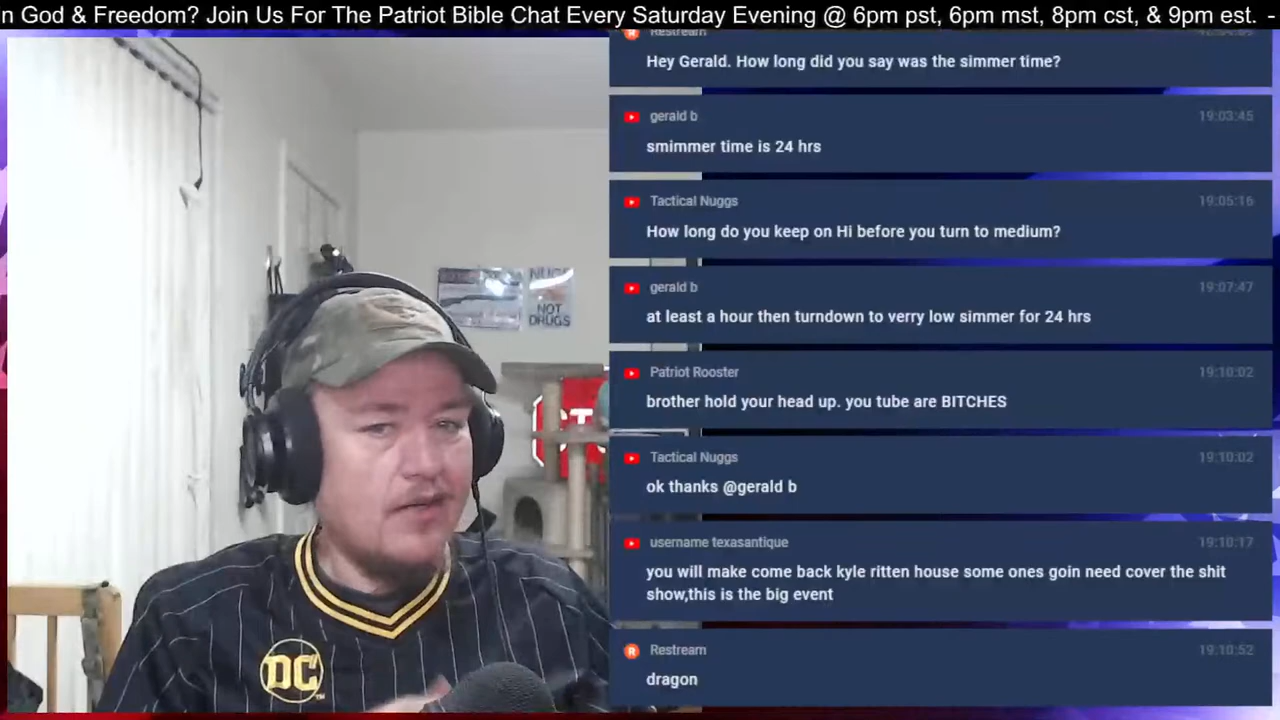 n God & Freedom? Join Us For The Patriot Bible Chat Every Saturday Evening @ 6pm pst, 6pm mst, 8pm cst, & 9pm est. -
Restream
Hey Gerald. How long did you say was the simmer time?
gerald b 19:03:45
smimmer time is 24 hrs
Tactical Nuggs 19:05:16
How long do you keep on Hi before you turn to medium?
gerald b 19:07:47
at least a hour then turndown to verry low simmer for 24 hrs
Patriot Rooster 19:10:02
brother hold your head up. you tube are BITCHES
Tactical Nuggs 19:10:02
ok thanks @gerald b
username texasantique 19:10:17
you will make come back kyle ritten house some ones goin need cover the shit
show,this is the big event
Restream 19:10:52
dragon
NOT
DRUGS
DC